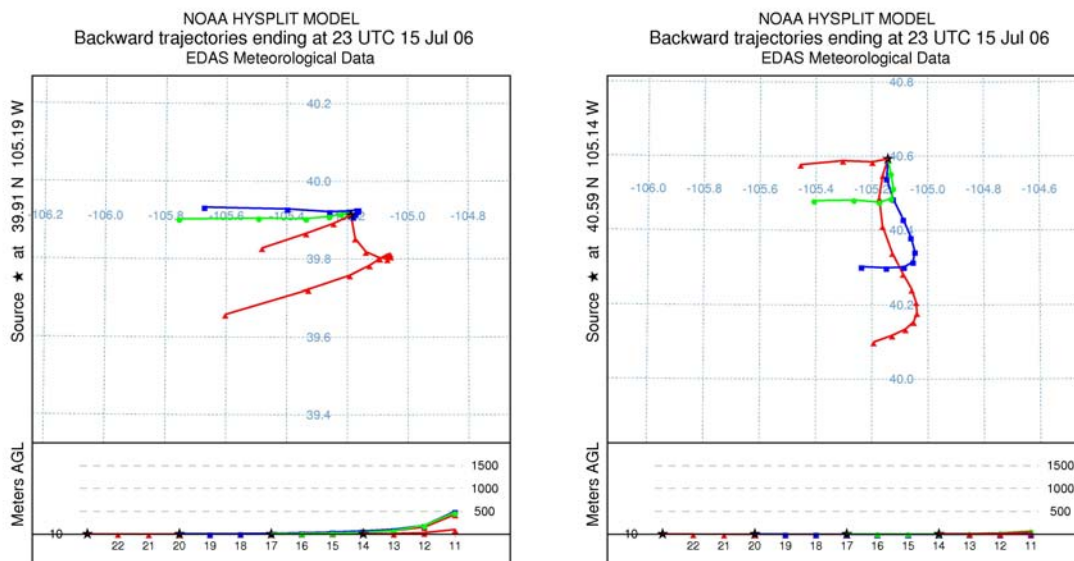 NOAA HYSPLIT MODEL
Backward trajectories ending at 23 UTC 15 Jul 06
EDAS Meteorological Data
Source ★ at 39.91 N 105.19 W
40.2
40.0
-106.2 -106.0 -105.8 -105.6 -105.4 -105.0 -104.8
39.8
39.6
39.4
Meters AGL
1500
1000
500
10
22 21 20 19 18 17 16 15 14 13 12 11
NOAA HYSPLIT MODEL
Backward trajectories ending at 23 UTC 15 Jul 06
EDAS Meteorological Data
Source ★ at 40.59 N 105.14 W
40.8
40.6
-106.0 -105.8 -105.6 -105.4 -105.2 -105.0 -104.8 -104.6
40.4
40.2
40.0
Meters AGL
1500
1000
500
10
22 21 20 19 18 17 16 15 14 13 12 11